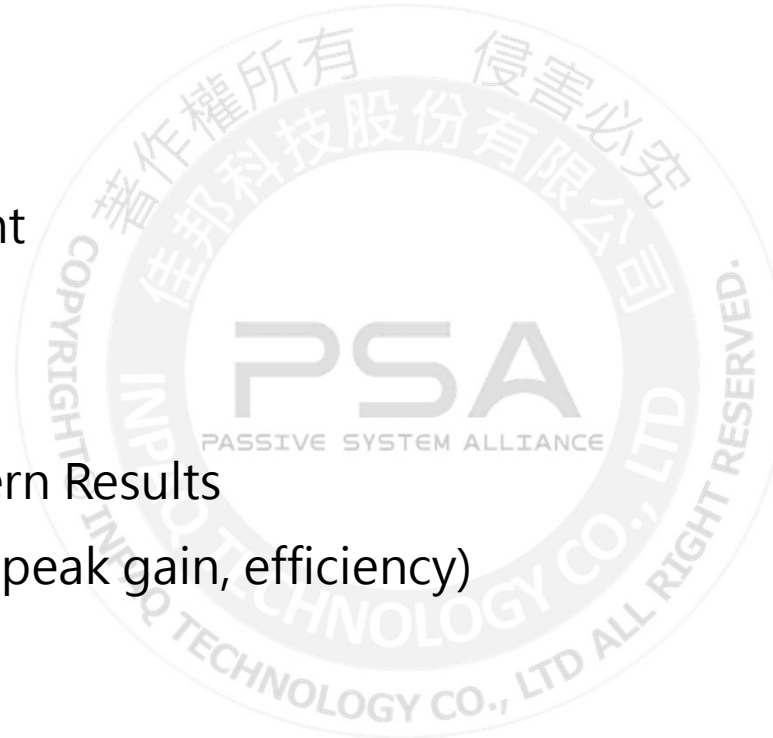 著作權所有 侵害必究
佳邦科技股份有限公司
nt
PSA
PASSIVE SYSTEM ALLIANCE
ern Results
peak gain, efficiency)
INPAQ TECHNOLOGY CO., LTD
COPYRIGHT© INPAQ TECHNOLOGY CO., LTD ALL RIGHT RESERVED.